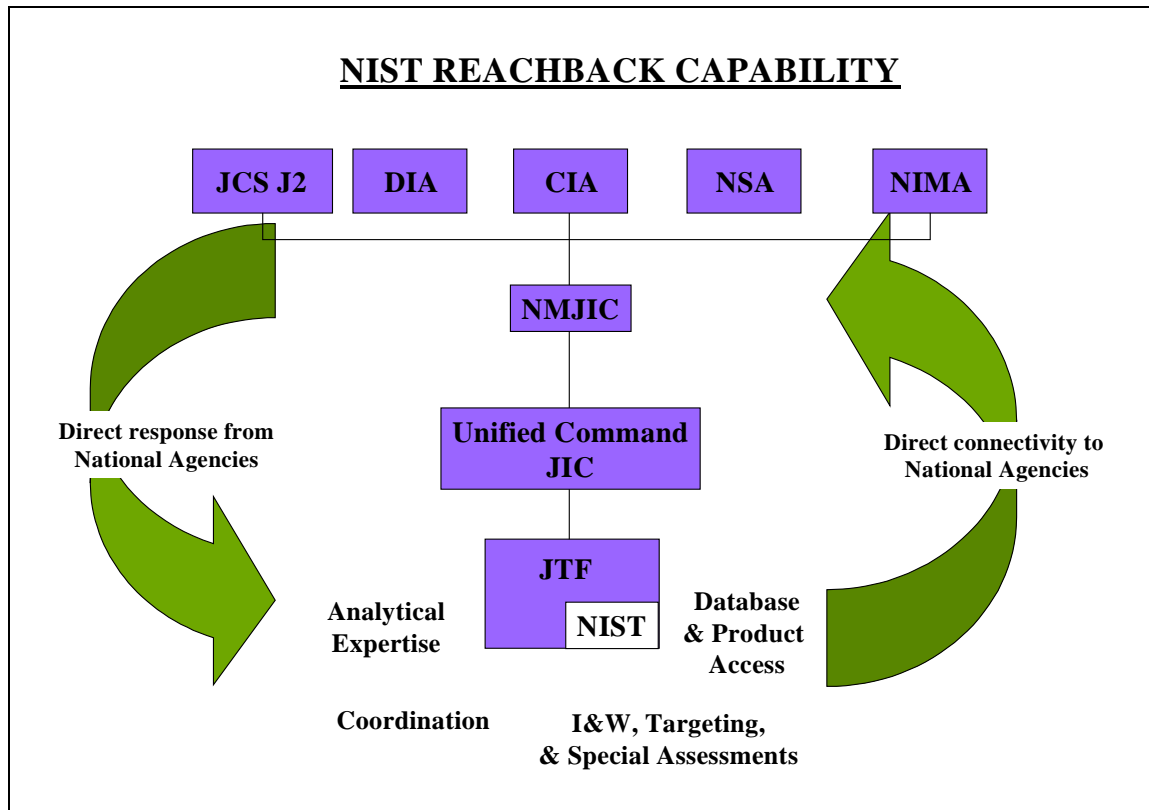 NIST REACHBACK CAPABILITY
JCS J2
DIA
CIA
NSA
NIMA
NMJIC
Direct response from
National Agencies
Unified Command
JIC
Direct connectivity to
National Agencies
JTF
NIST
Analytical
Expertise
Database
& Product
Access
Coordination
I&W, Targeting,
& Special Assessments